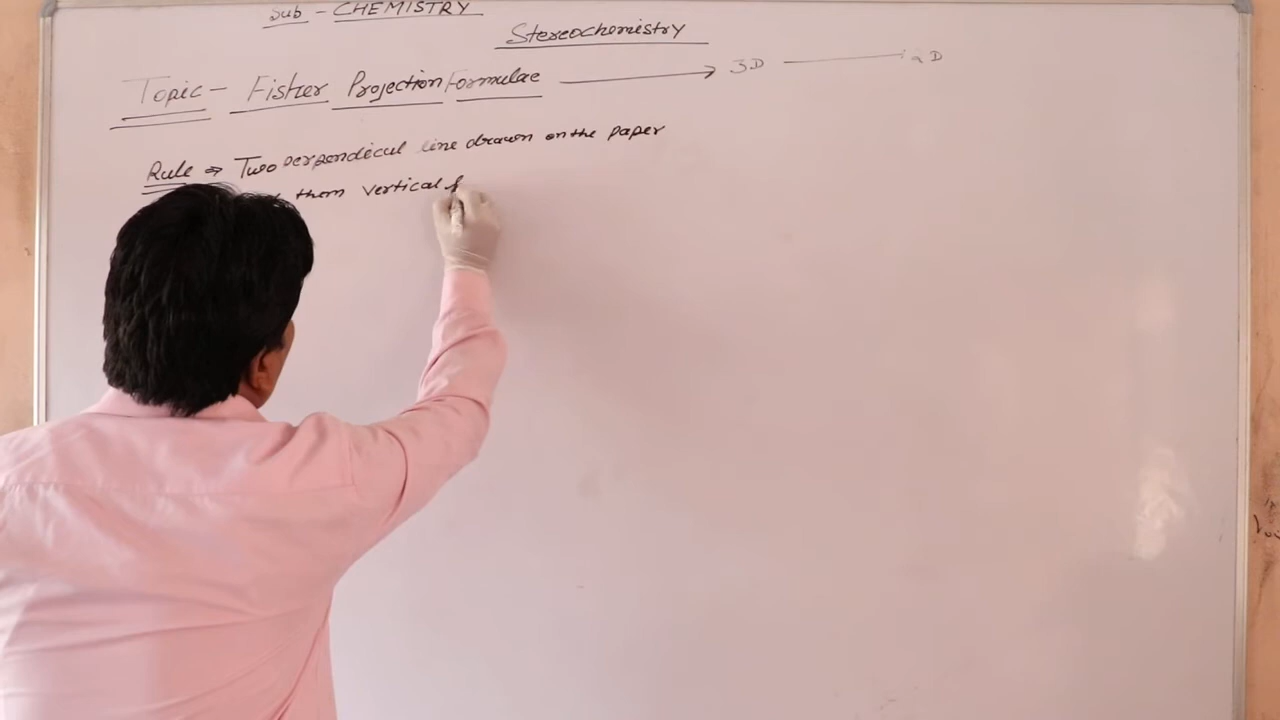 Sub - CHEMISTRY
Stereochemistry
Topic - Fisher Projection Formulae → 3D — 2D
Rule ⇒ Two perpendicul line drawn on the paper
them vertical